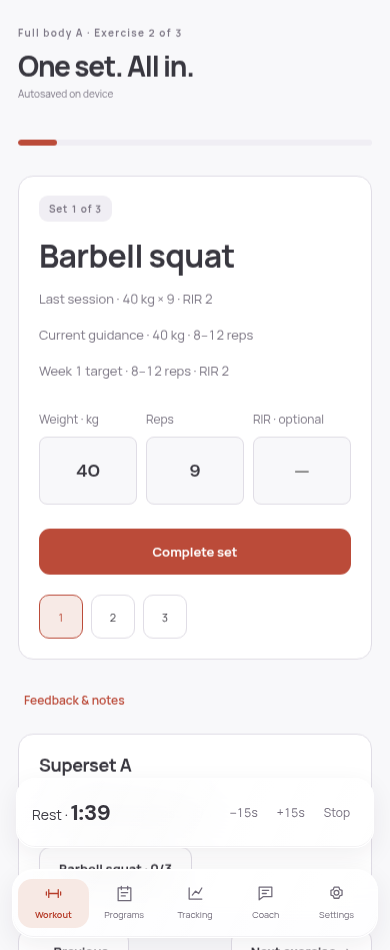 Full body A · Exercise 2 of 3
One set. All in.
Autosaved on device
Set 1 of 3
Barbell squat
Last session · 40 kg × 9 · RIR 2
Current guidance · 40 kg · 8–12 reps
Week 1 target · 8–12 reps · RIR 2
Weight · kg Reps RIR · optional
40 9 —
Complete set
1 2 3
Feedback & notes
Superset A
Rest · 1:39 −15s +15s Stop
Barbell squat · 0/3
Workout Programs Tracking Coach Settings
Previous Next exercise